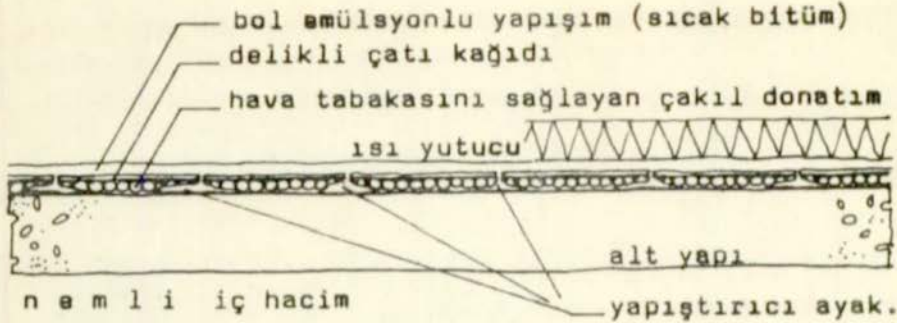 bol emülsyonlu yapışım (sıcak bitüm)
delikli çatı kağıdı
hava tabakasını sağlayan çakıl donatım
ısı yutucu
alt yapı
nemli iç hacim
yapıştırıcı ayak.